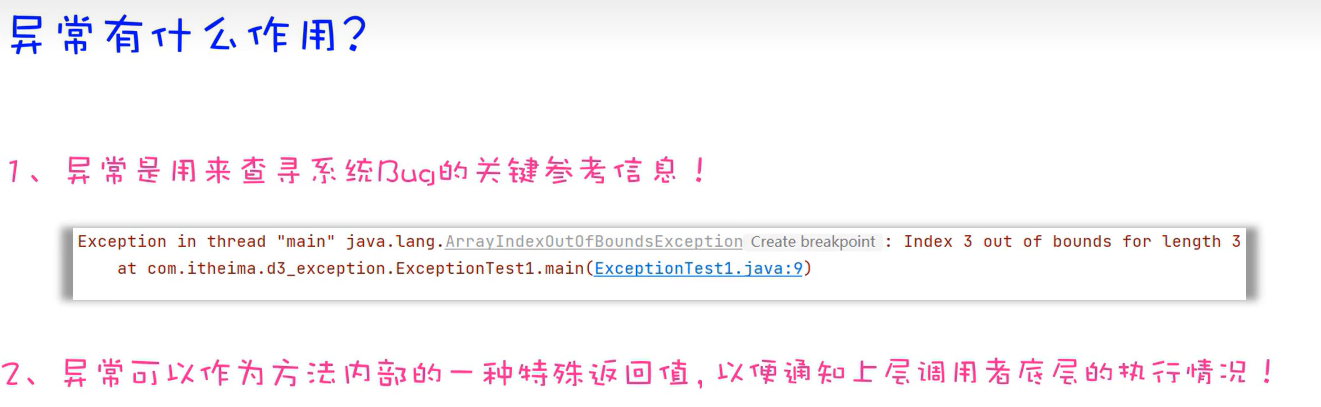 异常有什么作用?
1、异常是用来查寻系统Bug的关键参考信息!
Exception in thread "main" java.lang.ArrayIndexOutOfBoundsException Create breakpoint : Index 3 out of bounds for length 3
at com.itheima.d3_exception.ExceptionTest1.main(ExceptionTest1.java:9)
2、异常可以作为方法内部的一种特殊返回值,以便通知上层调用者底层的执行情况!